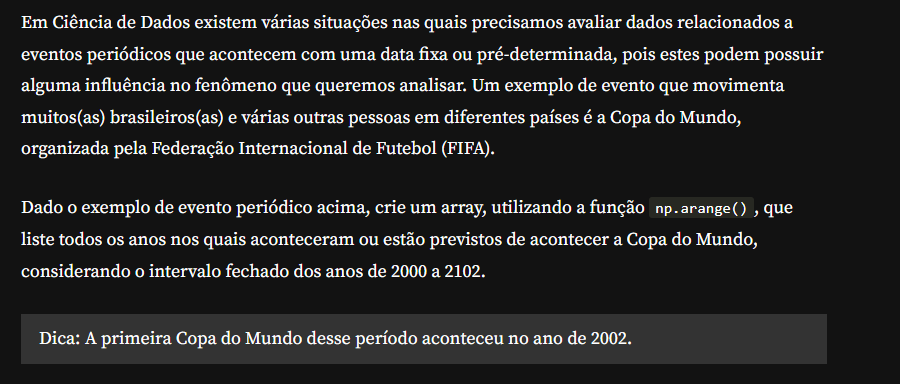 Em Ciência de Dados existem várias situações nas quais precisamos avaliar dados relacionados a
eventos periódicos que acontecem com uma data fixa ou pré-determinada, pois estes podem possuir
alguma influência no fenômeno que queremos analisar. Um exemplo de evento que movimenta
muitos(as) brasileiros(as) e várias outras pessoas em diferentes países é a Copa do Mundo,
organizada pela Federação Internacional de Futebol (FIFA).
Dado o exemplo de evento periódico acima, crie um array, utilizando a função np.arange(), que
liste todos os anos nos quais aconteceram ou estão previstos de acontecer a Copa do Mundo,
considerando o intervalo fechado dos anos de 2000 a 2102.
Dica: A primeira Copa do Mundo desse período aconteceu no ano de 2002.